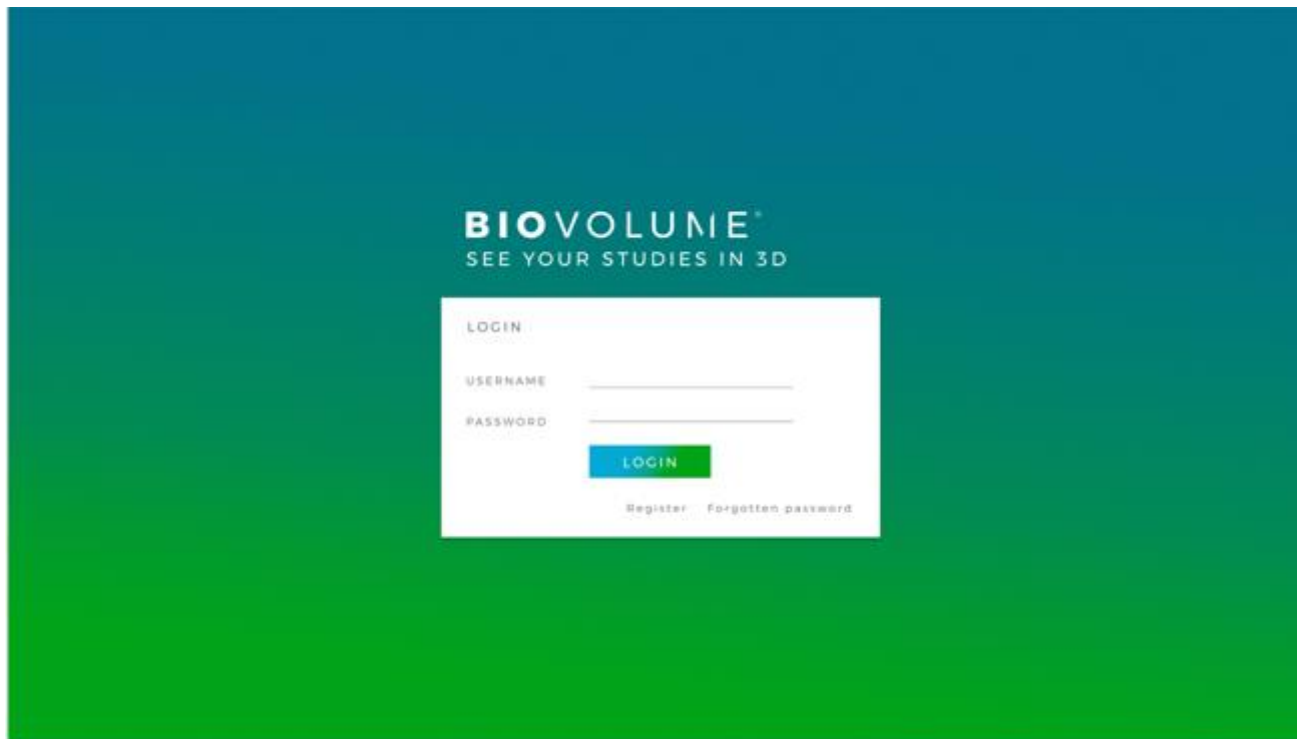 BIOVOLUME®
SEE YOUR STUDIES IN 3D
LOGIN
USERNAME
PASSWORD
LOGIN
Register Forgotten password